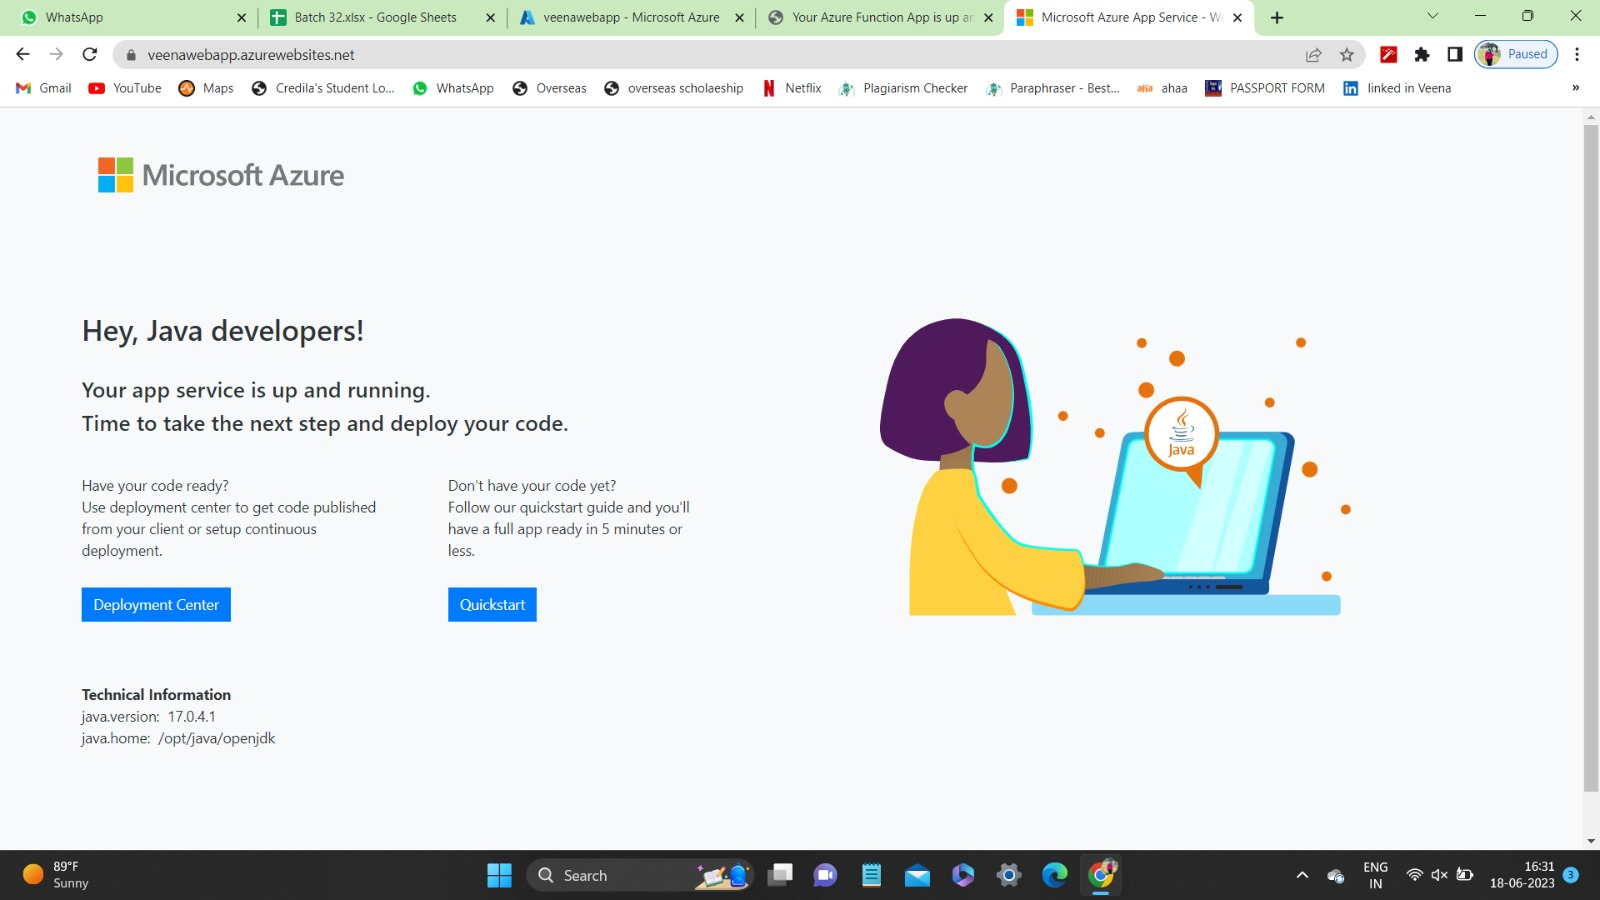 WhatsApp
Batch 32.xlsx - Google Sheets
veenawebapp - Microsoft Azure
Your Azure Function App is up an
Microsoft Azure App Service - W
veenawebapp.azurewebsites.net
Paused
Gmail
YouTube
Maps
Credila's Student Lo...
WhatsApp
Overseas
overseas scholaeship
Netflix
Plagiarism Checker
Paraphraser - Best...
aha
ahaa
PASSPORT FORM
linked in Veena
»
Microsoft Azure
Hey, Java developers!
Your app service is up and running.
Time to take the next step and deploy your code.
Have your code ready?
Use deployment center to get code published
from your client or setup continuous
deployment.
Deployment Center
Don't have your code yet?
Follow our quickstart guide and you'll
have a full app ready in 5 minutes or
less.
Quickstart
Java
Technical Information
java.version: 17.0.4.1
java.home: /opt/java/openjdk
89°F
Sunny
Search
ENG
IN
16:31
18-06-2023
3